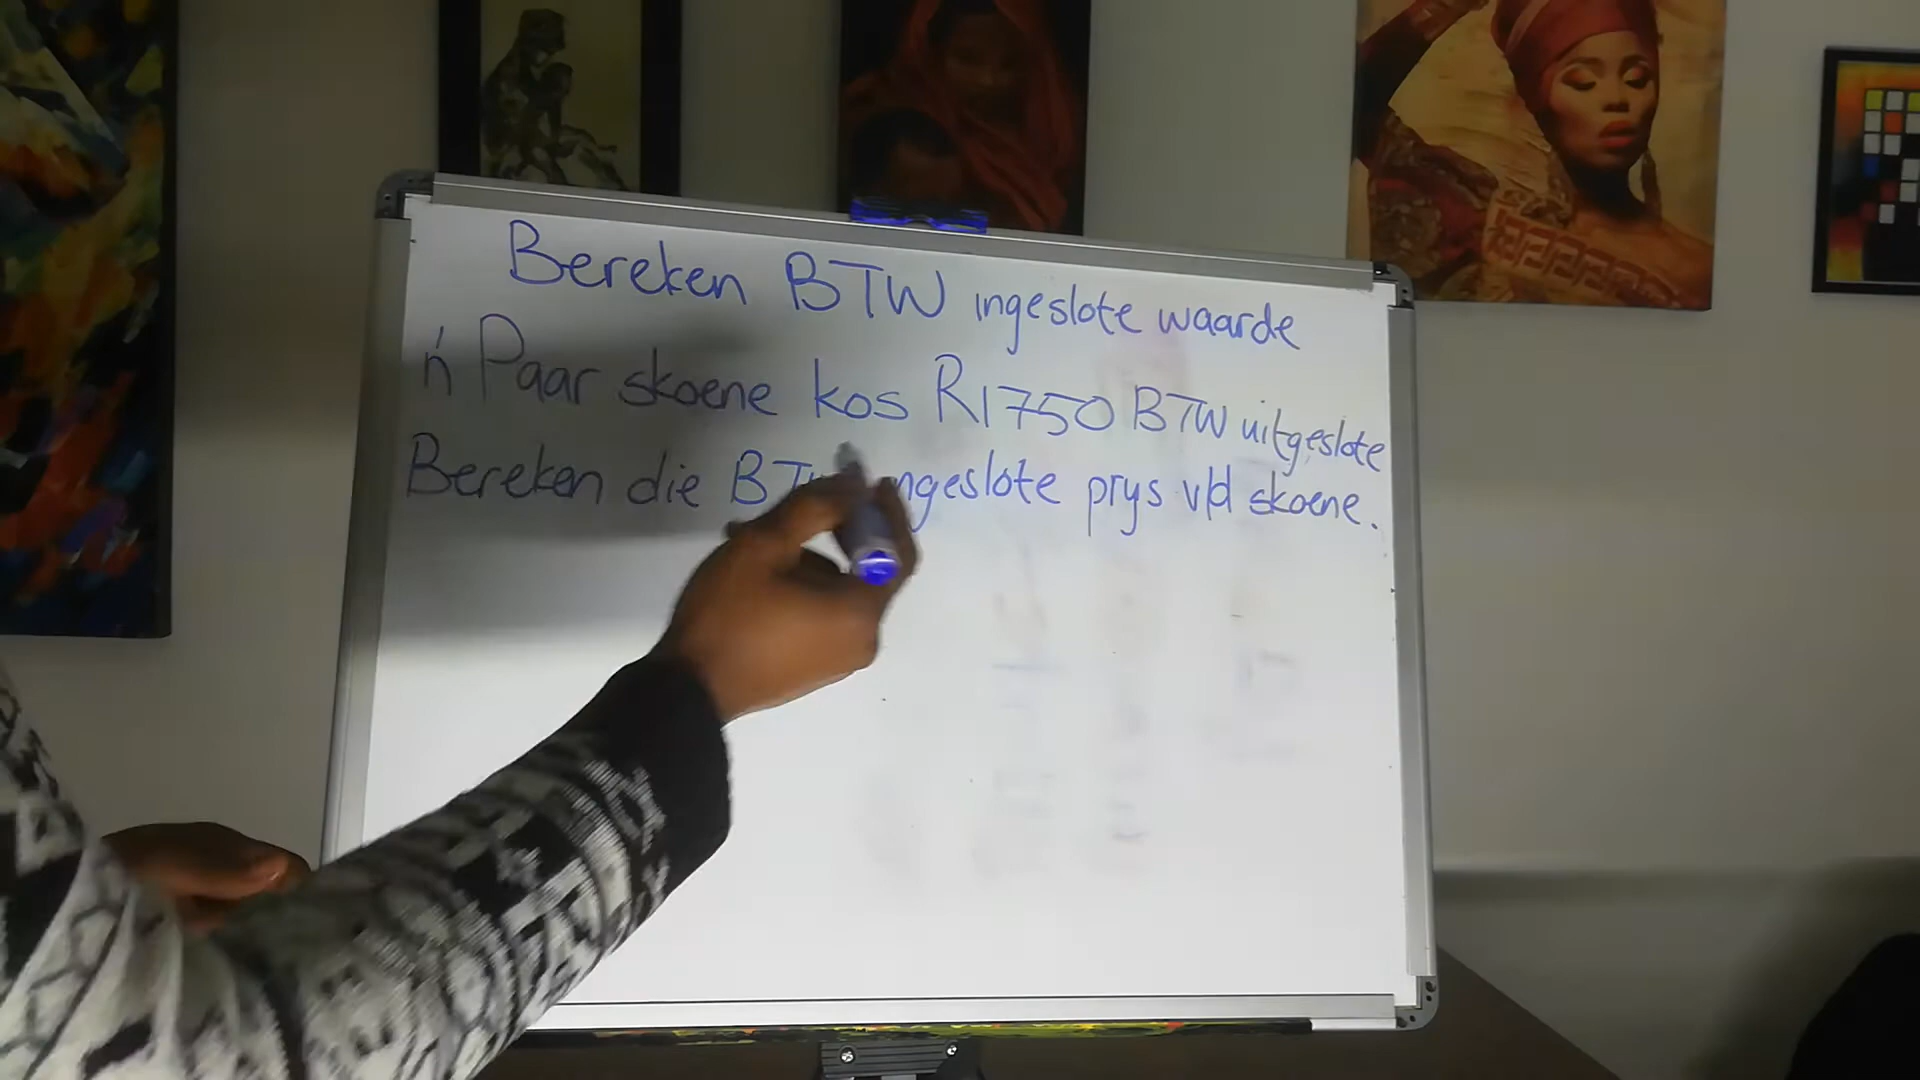 Bereken BTW ingeslote waarde
ń Paar skoene kos R1750 BTW uitgeslote
Bereken die ingeslote prys v/d skoene.